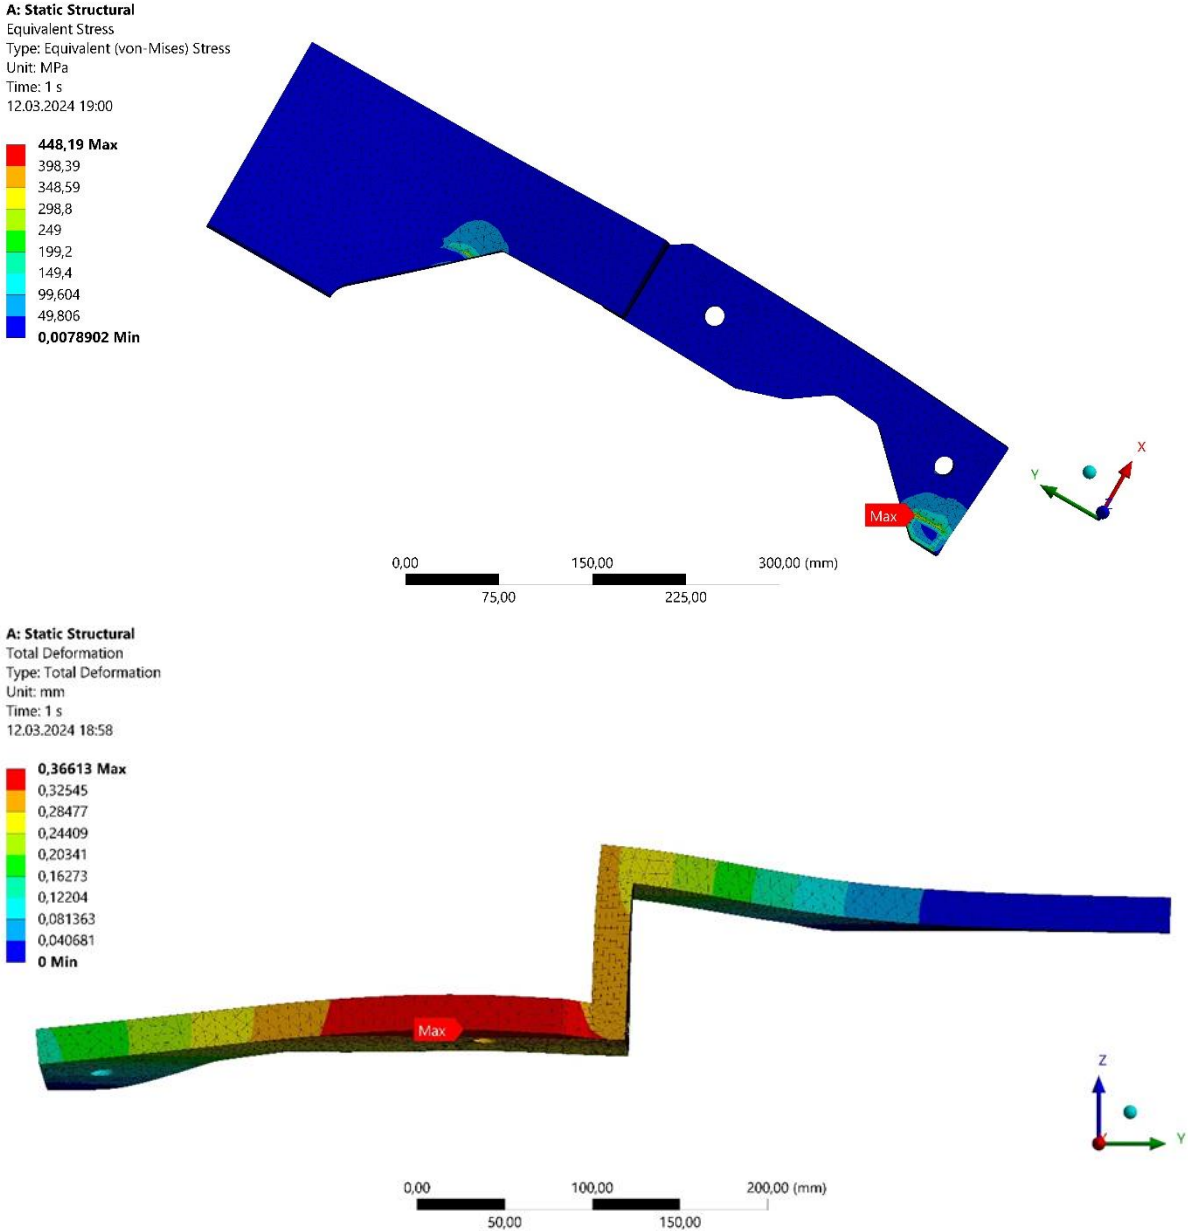 A: Static Structural
Equivalent Stress
Type: Equivalent (von-Mises) Stress
Unit: MPa
Time: 1 s
12.03.2024 19:00
448,19 Max
398,39
348,59
298,8
249
199,2
149,4
99,604
49,806
0,0078902 Min
Max
X
Y
0,00 150,00 300,00 (mm)
75,00 225,00
A: Static Structural
Total Deformation
Type: Total Deformation
Unit: mm
Time: 1 s
12.03.2024 18:58
0,36613 Max
0,32545
0,28477
0,24409
0,20341
0,16273
0,12204
0,081363
0,040681
0 Min
Max
Z
Y
0,00 100,00 200,00 (mm)
50,00 150,00